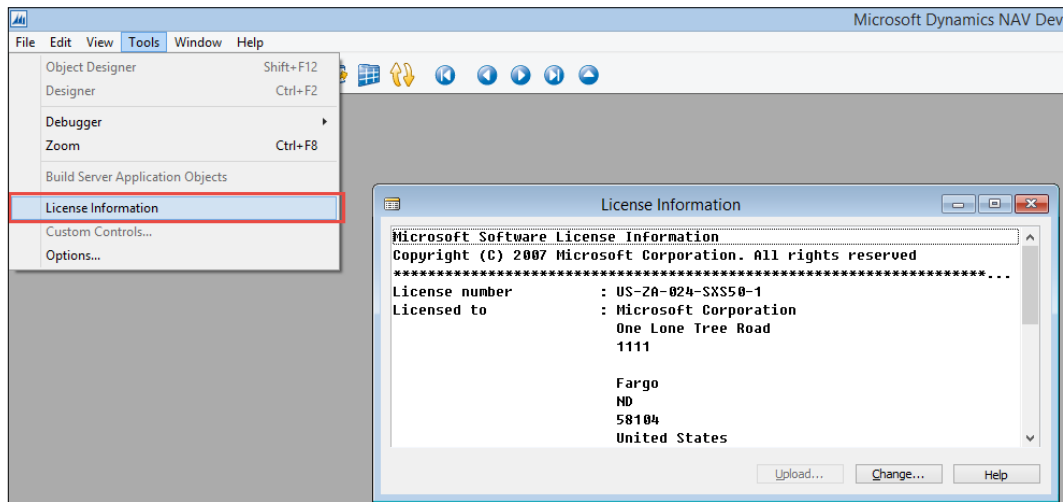 Microsoft Dynamics NAV Dev
File Edit View Tools Window Help
Object Designer Shift+F12
Designer Ctrl+F2
Debugger
Zoom Ctrl+F8
Build Server Application Objects
License Information
Custom Controls...
Options...
License Information
Microsoft Software License Information
Copyright (C) 2007 Microsoft Corporation. All rights reserved
*********************************************************************...
License number : US-ZA-024-SXS50-1
Licensed to : Microsoft Corporation
One Lone Tree Road
1111
Fargo
ND
58104
United States
Upload... Change... Help